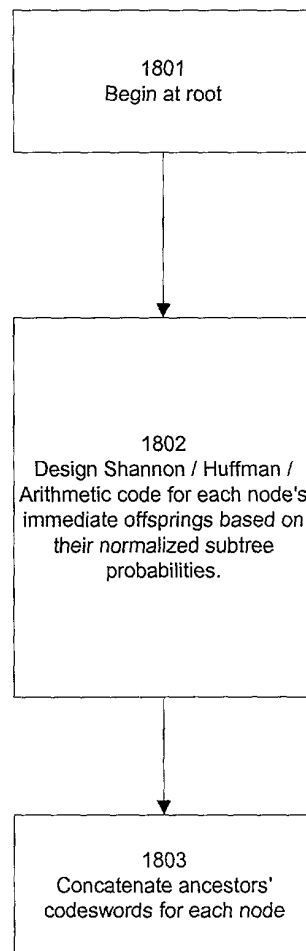 1801
Begin at root
1802
Design Shannon / Huffman /
Arithmetic code for each node's
immediate offsprings based on
their normalized subtree
probabilities.
1803
Concatenate ancestors'
codeswords for each node